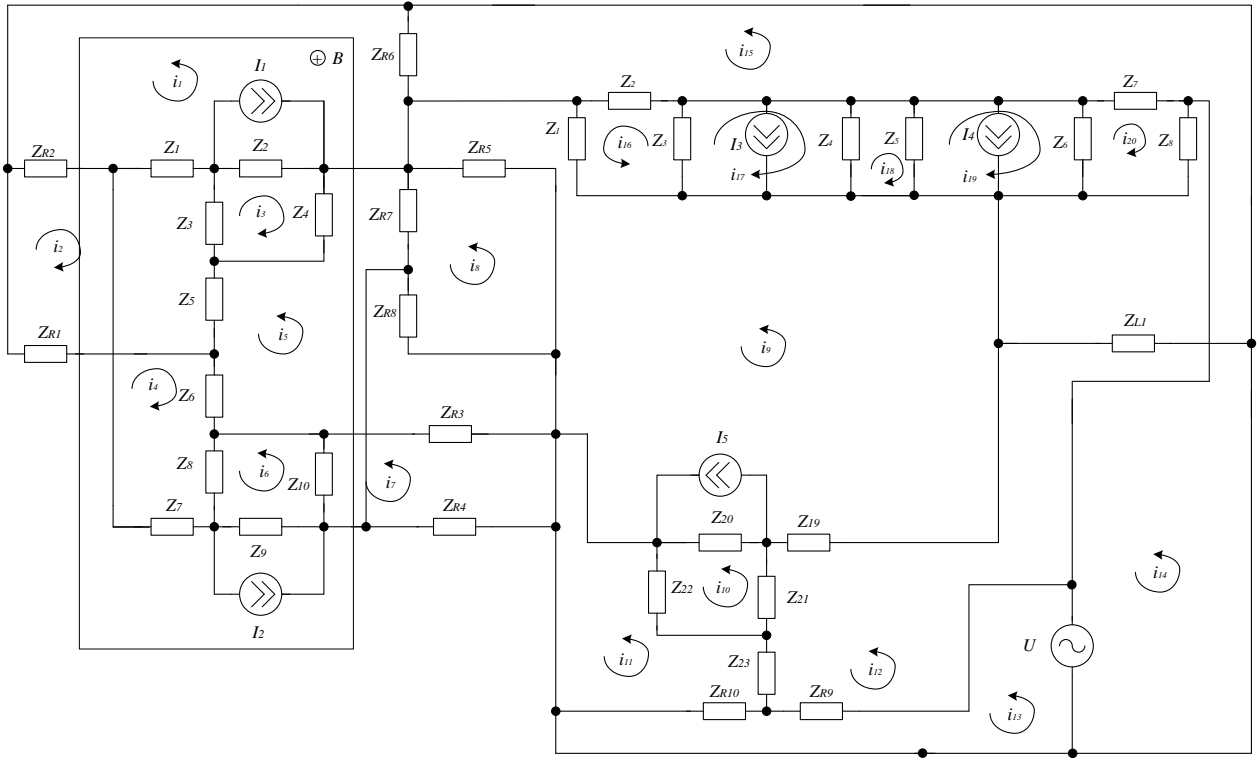 i15
ZR6
⊕ B
I1
i1
Z2
Z7
Z1
i16
Z3
I3
i17
Z4
Z5
i18
I4
i19
Z6
i20
Z8
ZR2
Z1
Z2
ZR5
Z3
i3
Z4
ZR7
i2
i8
Z5
ZR8
ZR1
i5
i9
ZL1
i4
Z6
ZR3
Z8
i6
Z10
i7
I5
Z7
Z9
ZR4
Z20
Z19
i14
Z22
i10
Z21
I2
U
i11
Z23
i12
ZR10
ZR9
i13